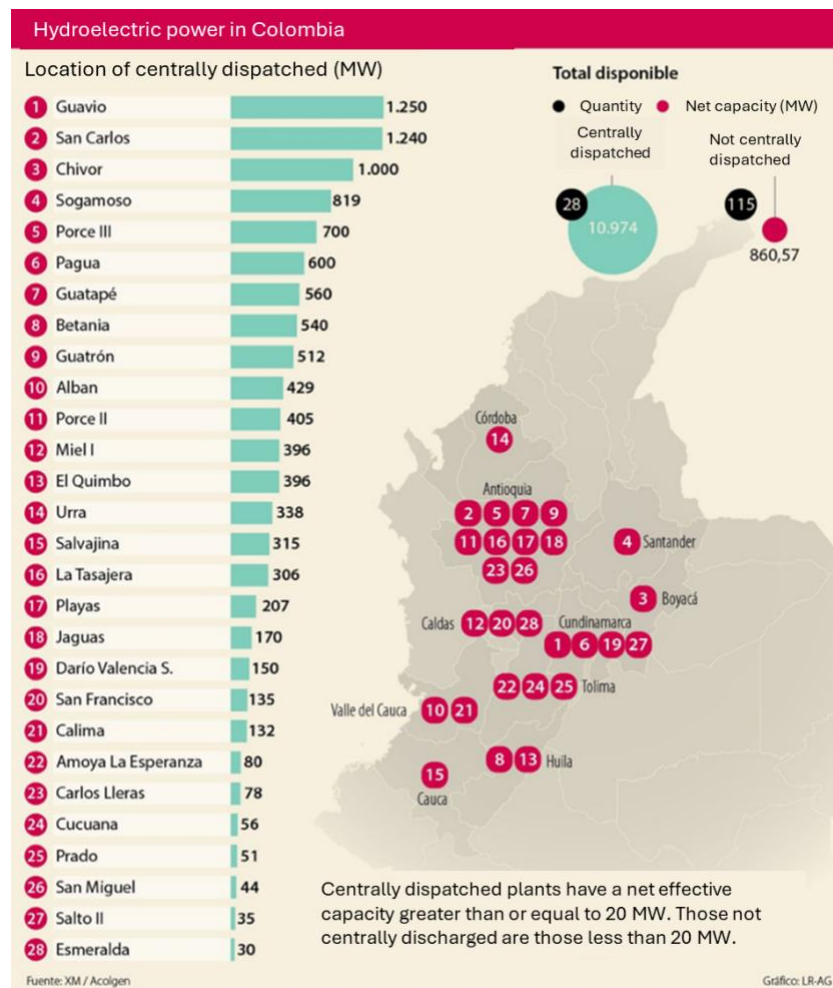 Hydroelectric power in Colombia
Location of centrally dispatched (MW)
1 Guavio 1.250
2 San Carlos 1.240
3 Chivor 1.000
4 Sogamoso 819
5 Porce III 700
6 Pagua 600
7 Guatapé 560
8 Betania 540
9 Guatrón 512
10 Alban 429
11 Porce II 405
12 Miel I 396
13 El Quimbo 396
14 Urra 338
15 Salvajina 315
16 La Tasajera 306
17 Playas 207
18 Jaguas 170
19 Darío Valencia S. 150
20 San Francisco 135
21 Calima 132
22 Amoya La Esperanza 80
23 Carlos Lleras 78
24 Cucuana 56
25 Prado 51
26 San Miguel 44
27 Salto II 35
28 Esmeralda 30
Total disponible
Quantity Net capacity (MW)
Centrally
dispatched
28
10.974
Not centrally
dispatched
115
860,57
Córdoba
14
Antioquia
2 5 7 9
11 16 17 18
23 26
4 Santander
3 Boyacá
Caldas 12 20 28
Cundinamarca
1 6 19 27
22 24 25 Tolima
Valle del Cauca 10 21
8 13 Huila
15
Cauca
Centrally dispatched plants have a net effective
capacity greater than or equal to 20 MW. Those not
centrally discharged are those less than 20 MW.
Fuente: XM / Acolgen
Gráfico: LR-AG